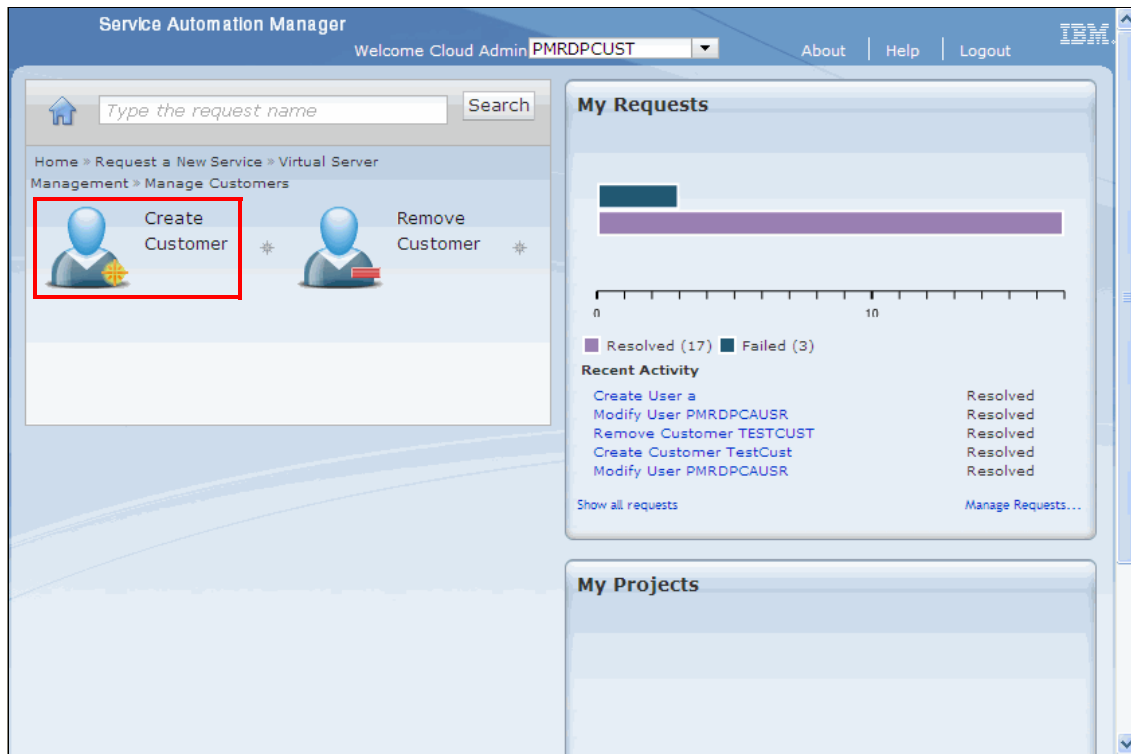 Service Automation Manager
Welcome Cloud Admin PMRDPCUST
About Help Logout
IBM.
Type the request name
Search
Home » Request a New Service » Virtual Server
Management » Manage Customers
Create
Customer
Remove
Customer
My Requests
0 10
Resolved (17) Failed (3)
Recent Activity
Create User a Resolved
Modify User PMRDPCAUSR Resolved
Remove Customer TESTCUST Resolved
Create Customer TestCust Resolved
Modify User PMRDPCAUSR Resolved
Show all requests Manage Requests...
My Projects